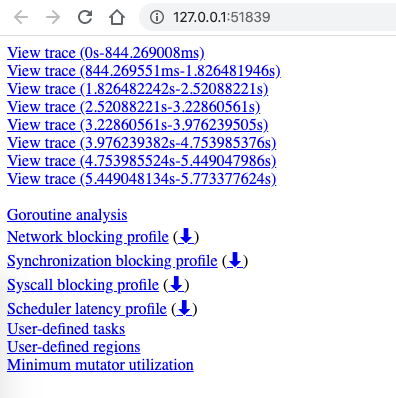 127.0.0.1:51839
View trace (0s-844.269008ms)
View trace (844.269551ms-1.826481946s)
View trace (1.826482242s-2.52088221s)
View trace (2.52088221s-3.22860561s)
View trace (3.22860561s-3.976239505s)
View trace (3.976239382s-4.753985376s)
View trace (4.753985524s-5.449047986s)
View trace (5.449048134s-5.773377624s)
Goroutine analysis
Network blocking profile (⬇)
Synchronization blocking profile (⬇)
Syscall blocking profile (⬇)
Scheduler latency profile (⬇)
User-defined tasks
User-defined regions
Minimum mutator utilization